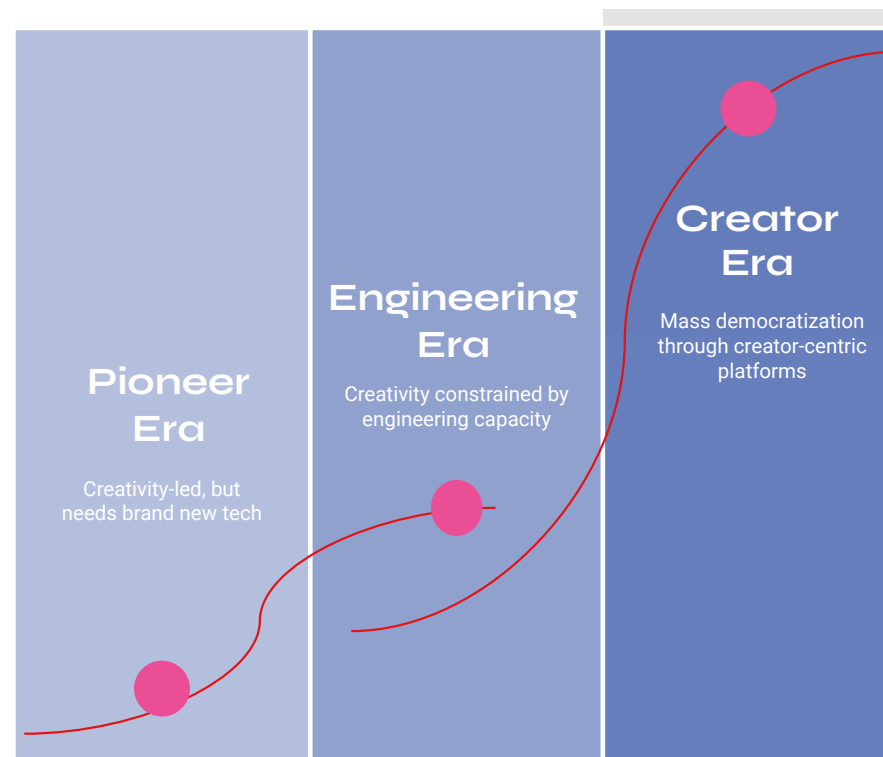 Pioneer
Era
Creativity-led, but
needs brand new tech
Engineering
Era
Creativity constrained by
engineering capacity
Creator
Era
Mass democratization
through creator-centric
platforms